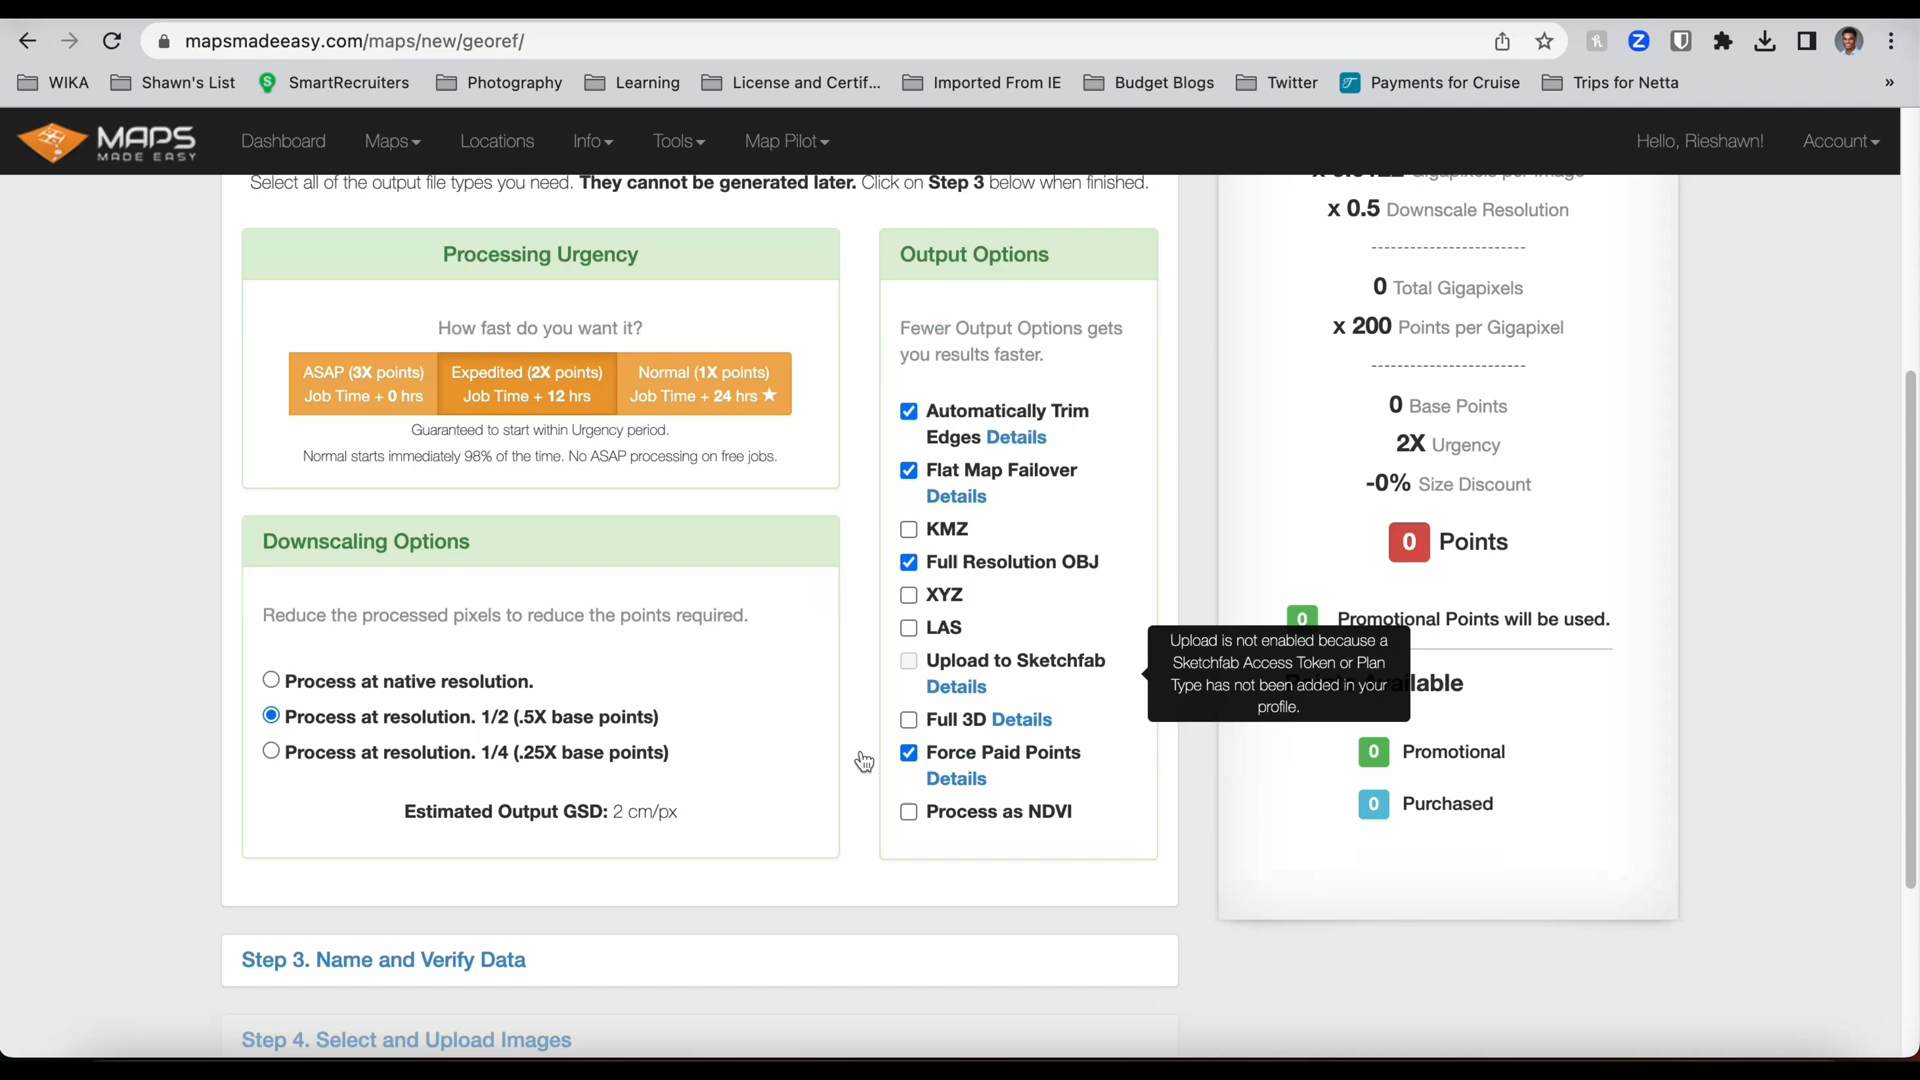 mapsmadeeasy.com/maps/new/georef/
WIKA Shawn's List SmartRecruiters Photography Learning License and Certif... Imported From IE Budget Blogs Twitter Payments for Cruise Trips for Netta »
MAPS
MADE EASY
Dashboard Maps Locations Info Tools Map Pilot Hello, Rieshawn! Account
Select all of the output file types you need. They cannot be generated later. Click on Step 3 below when finished.
Processing Urgency
How fast do you want it?
ASAP (3X points)
Job Time + 0 hrs
Expedited (2X points)
Job Time + 12 hrs
Normal (1X points)
Job Time + 24 hrs ★
Guaranteed to start within Urgency period.
Normal starts immediately 98% of the time. No ASAP processing on free jobs.
Downscaling Options
Reduce the processed pixels to reduce the points required.
Process at native resolution.
Process at resolution. 1/2 (.5X base points)
Process at resolution. 1/4 (.25X base points)
Estimated Output GSD: 2 cm/px
Output Options
Fewer Output Options gets
you results faster.
Automatically Trim
Edges Details
Flat Map Failover
Details
KMZ
Full Resolution OBJ
XYZ
LAS
Upload to Sketchfab
Details
Full 3D Details
Force Paid Points
Details
Process as NDVI
Upload is not enabled because a
Sketchfab Access Token or Plan
Type has not been added in your
profile.
Gigapixels per Image
x 0.5 Downscale Resolution
-----------------------
0 Total Gigapixels
x 200 Points per Gigapixel
-----------------------
0 Base Points
2X Urgency
-0% Size Discount
0 Points
0 Promotional Points will be used.
0 Promotional
0 Purchased
Step 3. Name and Verify Data
Step 4. Select and Upload Images